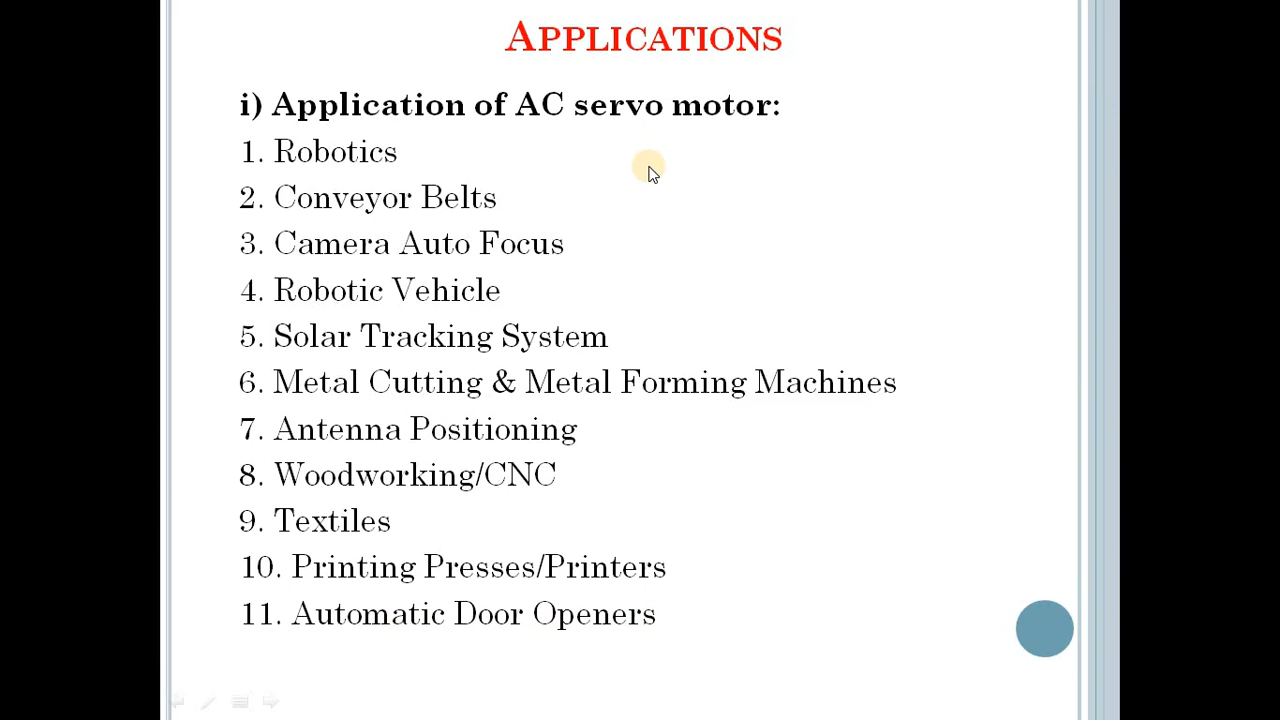 APPLICATIONS
i) Application of AC servo motor:
1. Robotics
2. Conveyor Belts
3. Camera Auto Focus
4. Robotic Vehicle
5. Solar Tracking System
6. Metal Cutting & Metal Forming Machines
7. Antenna Positioning
8. Woodworking/CNC
9. Textiles
10. Printing Presses/Printers
11. Automatic Door Openers